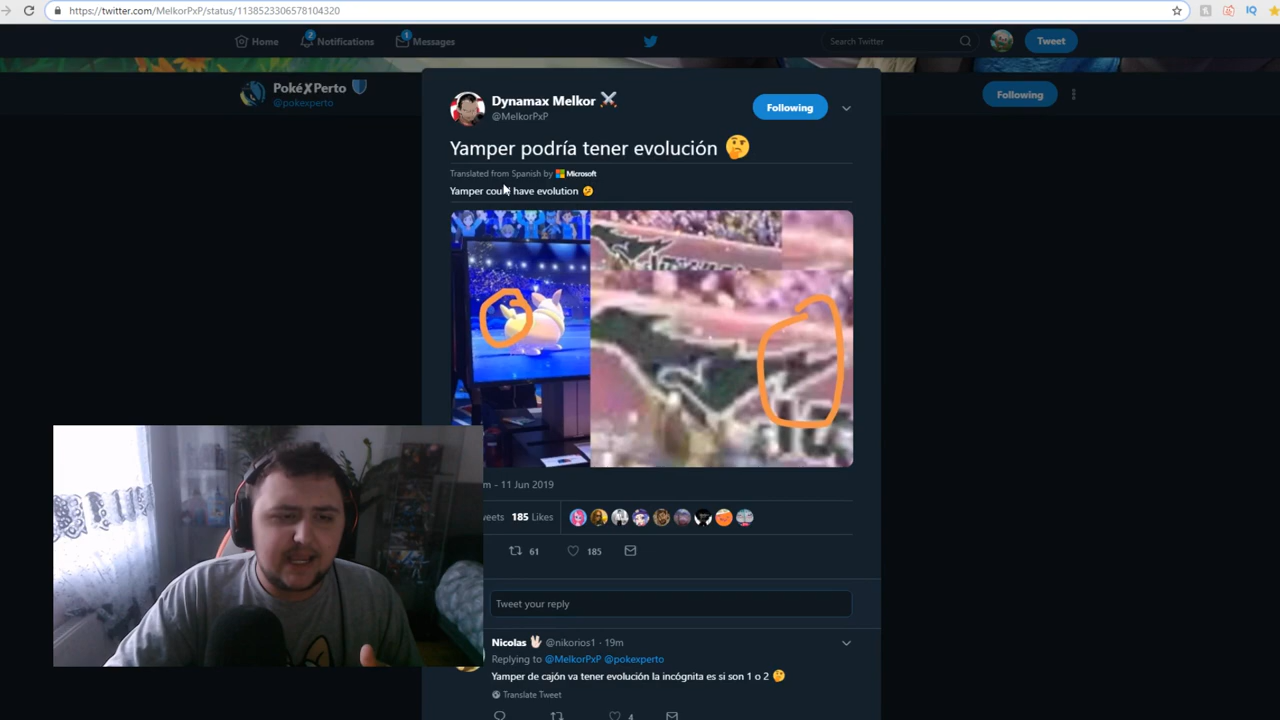 https://twitter.com/MelkorPxP/status/1138523306578104320
2 Home Notifications 1 Messages Search Twitter Tweet
PokéXPerto
@pokexperto
Following
Dynamax Melkor
@MelkorPxP
Following
Yamper podría tener evolución 🤔
Translated from Spanish by Microsoft
Yamper could have evolution 🤔
m - 11 Jun 2019
weets 185 Likes
61 185
Tweet your reply
Nicolas 🖖🏻 @nikorios1 · 19m
Replying to @MelkorPxP @pokexperto
Yamper de cajón va tener evolución la incógnita es si son 1 o 2 🤔
Translate Tweet
4